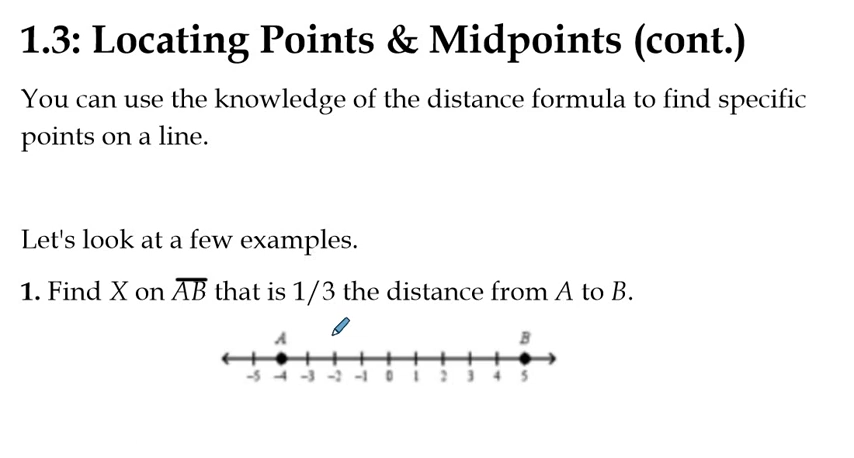 1.3: Locating Points & Midpoints (cont.)
You can use the knowledge of the distance formula to find specific
points on a line.
Let's look at a few examples.
1. Find X on AB that is 1/3 the distance from A to B.
A B
-5 -4 -3 -2 -1 0 1 2 3 4 5